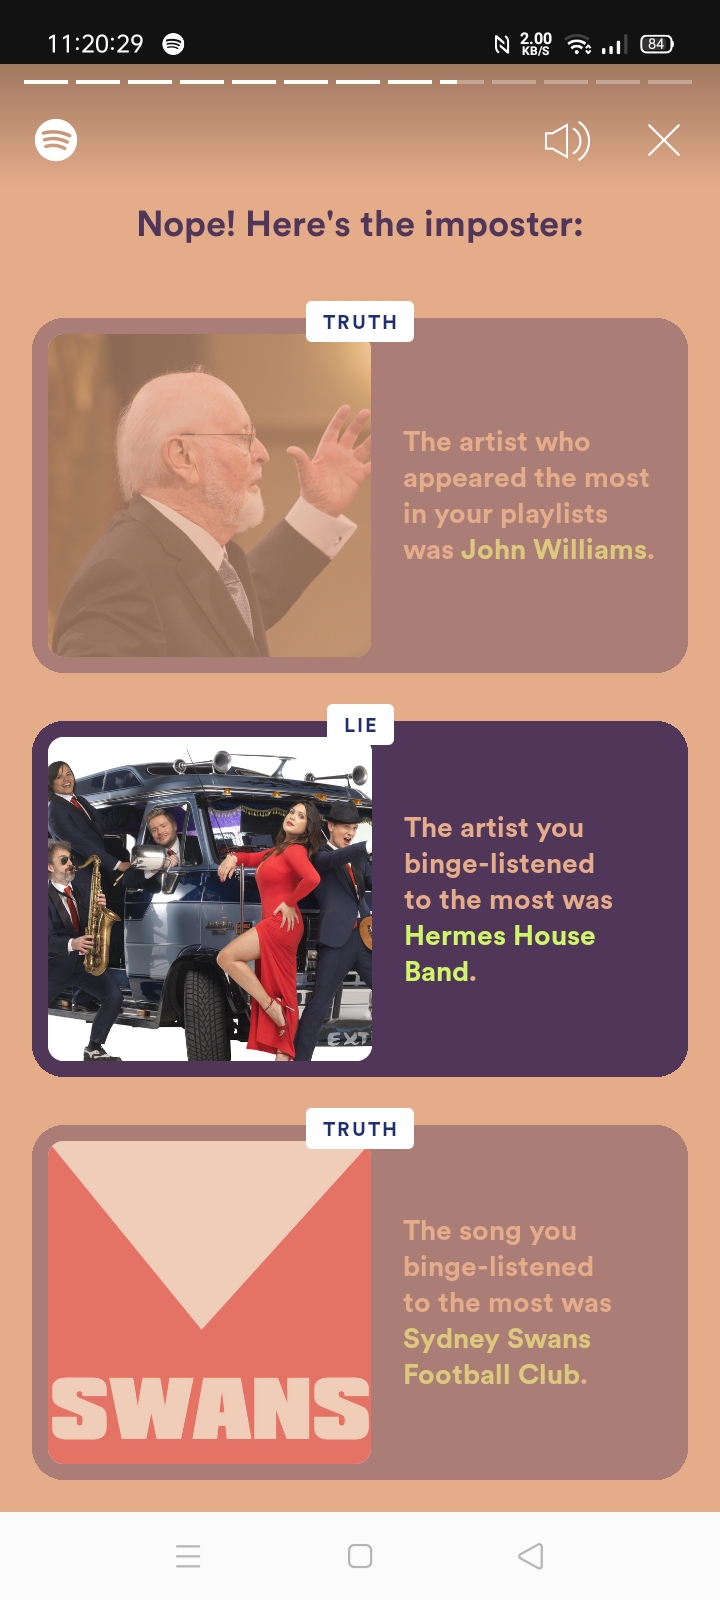 11:20:29
2.00
KB/S
84
Nope! Here's the imposter:
TRUTH
The artist who
appeared the most
in your playlists
was John Williams.
LIE
The artist you
binge-listened
to the most was
Hermes House
Band.
EXT
TRUTH
The song you
binge-listened
to the most was
Sydney Swans
Football Club.
SWANS